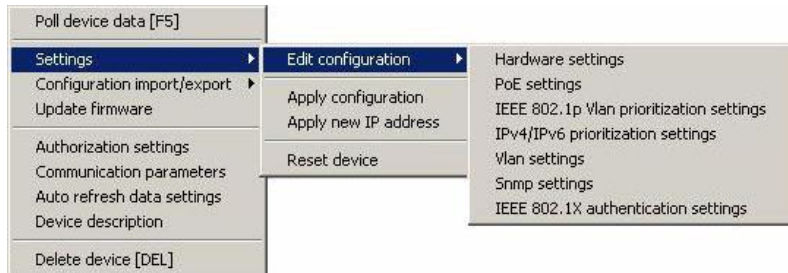 Poll device data [F5]
Settings
Configuration import/export
Update firmware
Authorization settings
Communication parameters
Auto refresh data settings
Device description
Delete device [DEL]
Edit configuration
Apply configuration
Apply new IP address
Reset device
Hardware settings
PoE settings
IEEE 802.1p Vlan prioritization settings
IPv4/IPv6 prioritization settings
Vlan settings
Snmp settings
IEEE 802.1X authentication settings